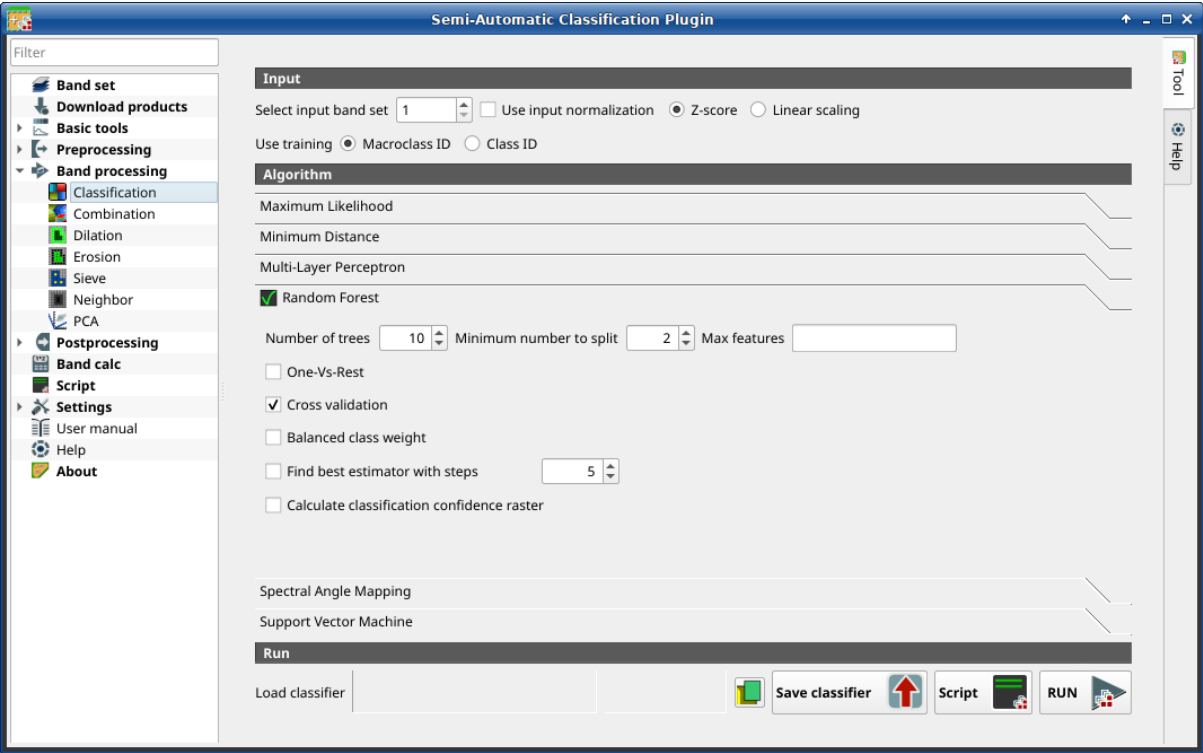 Semi-Automatic Classification Plugin
Filter
Band set
Download products
Basic tools
Preprocessing
Band processing
Classification
Combination
Dilation
Erosion
Sieve
Neighbor
PCA
Postprocessing
Band calc
Script
Settings
User manual
Help
About
Input
Select input band set 1 Use input normalization Z-score Linear scaling
Use training Macroclass ID Class ID
Algorithm
Maximum Likelihood
Minimum Distance
Multi-Layer Perceptron
Random Forest
Number of trees 10 Minimum number to split 2 Max features
One-Vs-Rest
Cross validation
Balanced class weight
Find best estimator with steps 5
Calculate classification confidence raster
Spectral Angle Mapping
Support Vector Machine
Run
Load classifier Save classifier Script RUN
Tool
Help